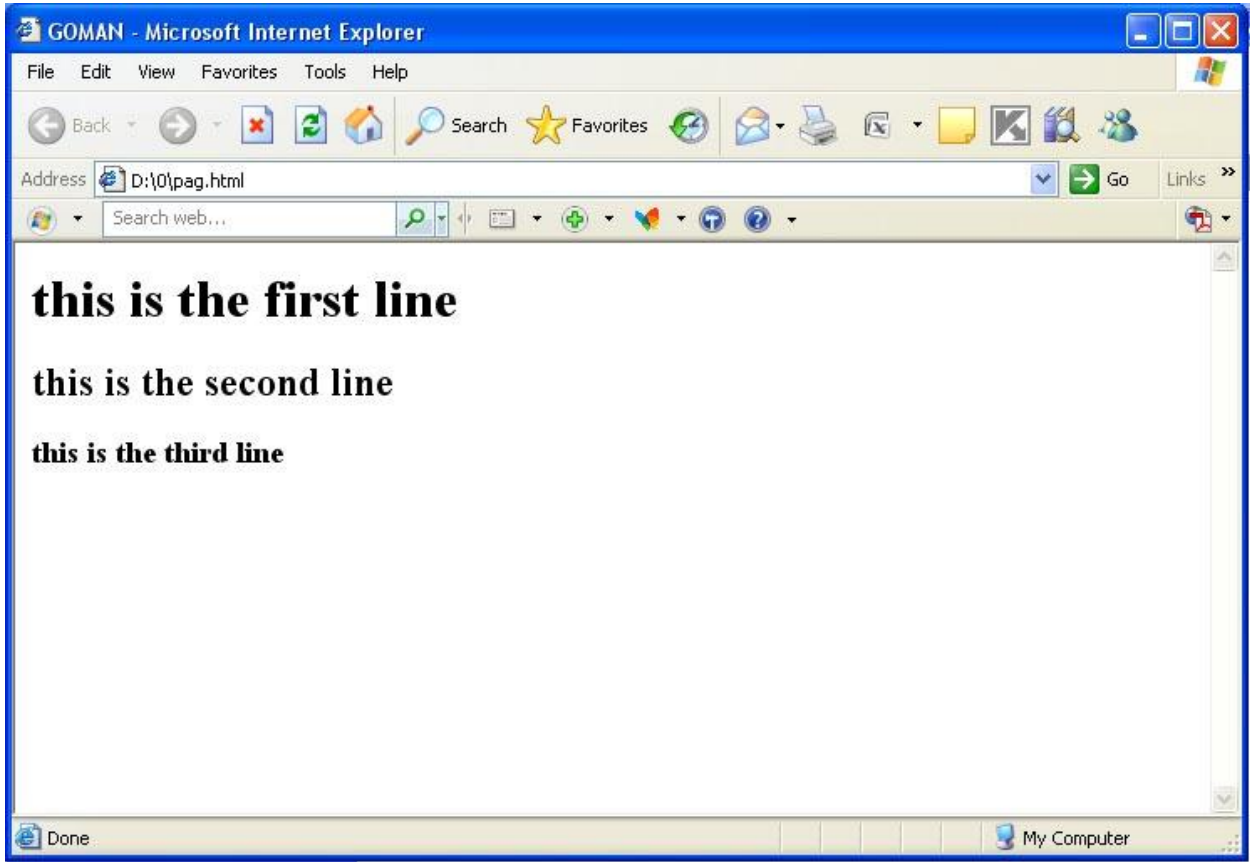 GOMAN - Microsoft Internet Explorer
File Edit View Favorites Tools Help
Back Search Favorites
Address D:\0\pag.html Go Links »
Search web...
this is the first line
this is the second line
this is the third line
Done My Computer